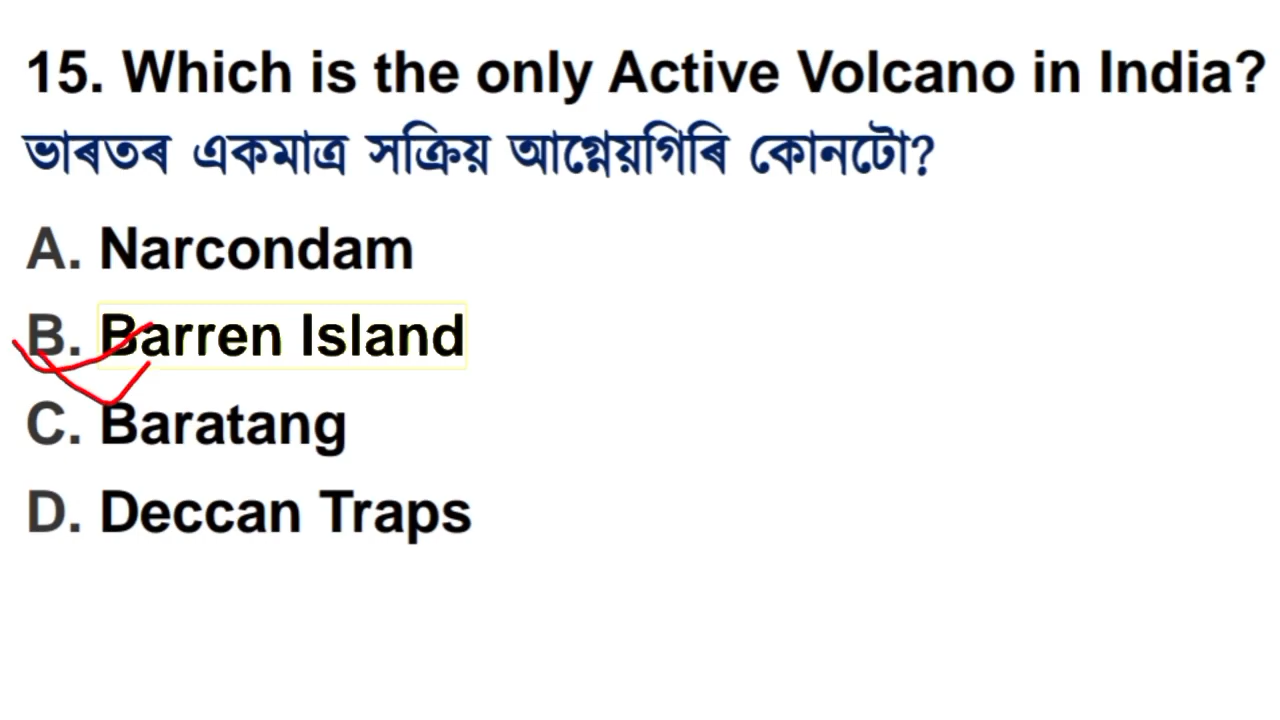 15. Which is the only Active Volcano in India?
ভাৰতৰ একমাত্ৰ সক্ৰিয় আগ্নেয়গিৰি কোনটো?
A. Narcondam
B. Barren Island
C. Baratang
D. Deccan Traps